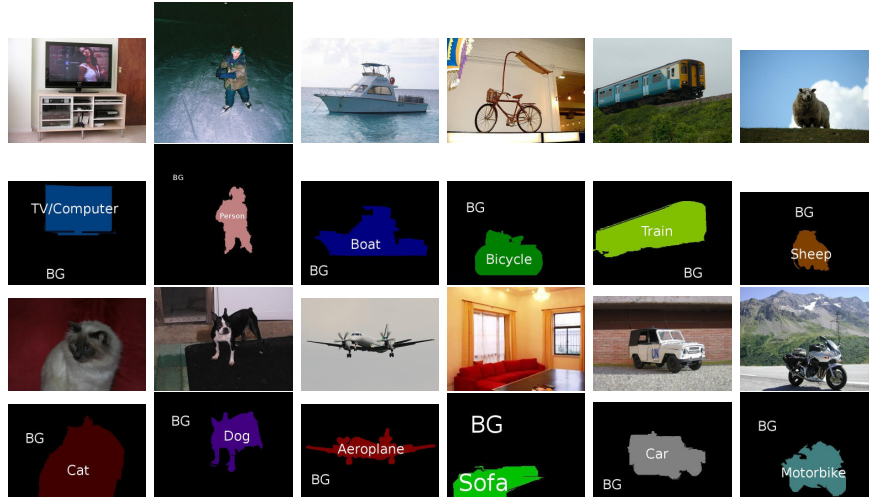 BG
TV/Computer
BG
Person
Boat
BG
BG
Bicycle
Train
BG
BG
Sheep
UN
BG
Cat
BG
Dog
Aeroplane
BG
BG
Sofa
Car
BG
BG
Motorbike